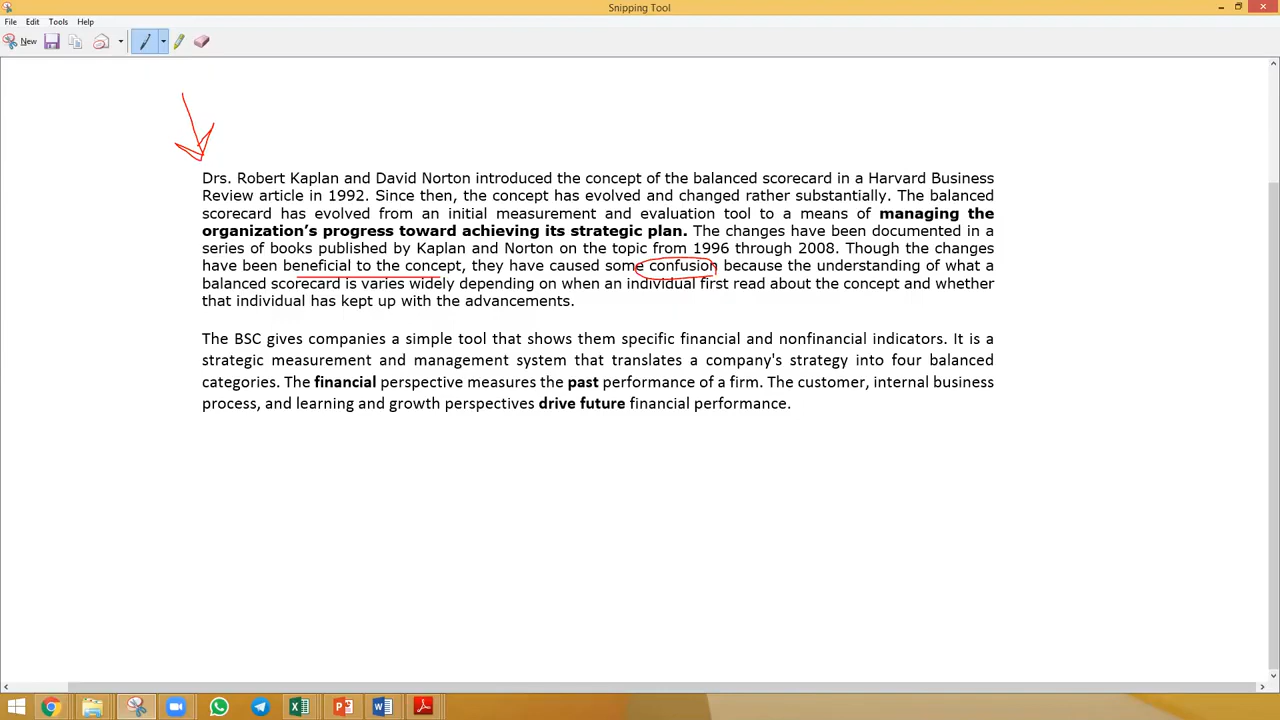 Snipping Tool
File Edit Tools Help
New
Drs. Robert Kaplan and David Norton introduced the concept of the balanced scorecard in a Harvard Business
Review article in 1992. Since then, the concept has evolved and changed rather substantially. The balanced
scorecard has evolved from an initial measurement and evaluation tool to a means of managing the
organization’s progress toward achieving its strategic plan. The changes have been documented in a
series of books published by Kaplan and Norton on the topic from 1996 through 2008. Though the changes
have been beneficial to the concept, they have caused some confusion because the understanding of what a
balanced scorecard is varies widely depending on when an individual first read about the concept and whether
that individual has kept up with the advancements.
The BSC gives companies a simple tool that shows them specific financial and nonfinancial indicators. It is a
strategic measurement and management system that translates a company's strategy into four balanced
categories. The financial perspective measures the past performance of a firm. The customer, internal business
process, and learning and growth perspectives drive future financial performance.